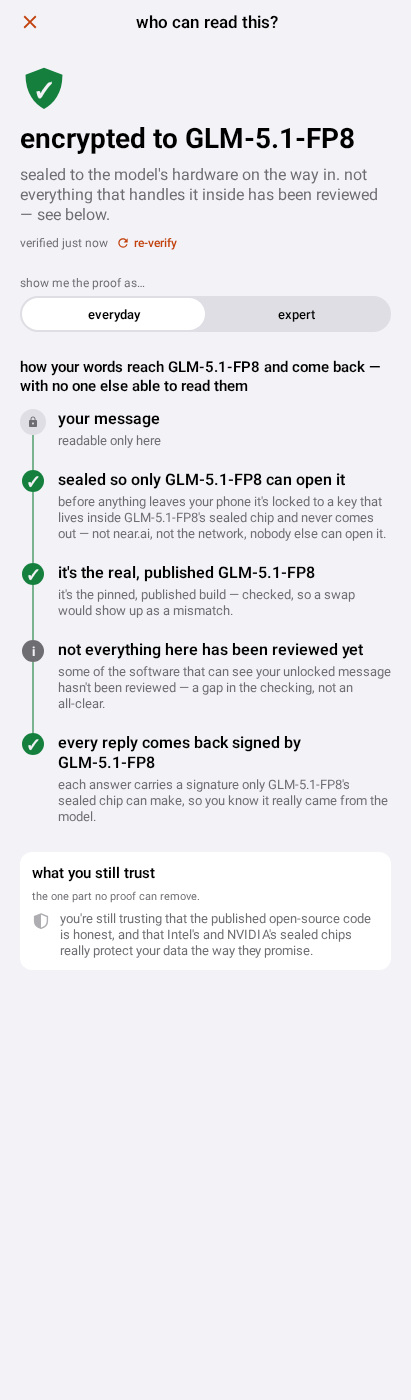 who can read this?
encrypted to GLM-5.1-FP8
sealed to the model's hardware on the way in. not
everything that handles it inside has been reviewed
— see below.
verified just now re-verify
show me the proof as…
everyday expert
how your words reach GLM-5.1-FP8 and come back —
with no one else able to read them
your message
readable only here
sealed so only GLM-5.1-FP8 can open it
before anything leaves your phone it's locked to a key that
lives inside GLM-5.1-FP8's sealed chip and never comes
out — not near.ai, not the network, nobody else can open it.
it's the real, published GLM-5.1-FP8
it's the pinned, published build — checked, so a swap
would show up as a mismatch.
not everything here has been reviewed yet
some of the software that can see your unlocked message
hasn't been reviewed — a gap in the checking, not an
all-clear.
every reply comes back signed by
GLM-5.1-FP8
each answer carries a signature only GLM-5.1-FP8's
sealed chip can make, so you know it really came from the
model.
what you still trust
the one part no proof can remove.
you're still trusting that the published open-source code
is honest, and that Intel's and NVIDIA's sealed chips
really protect your data the way they promise.